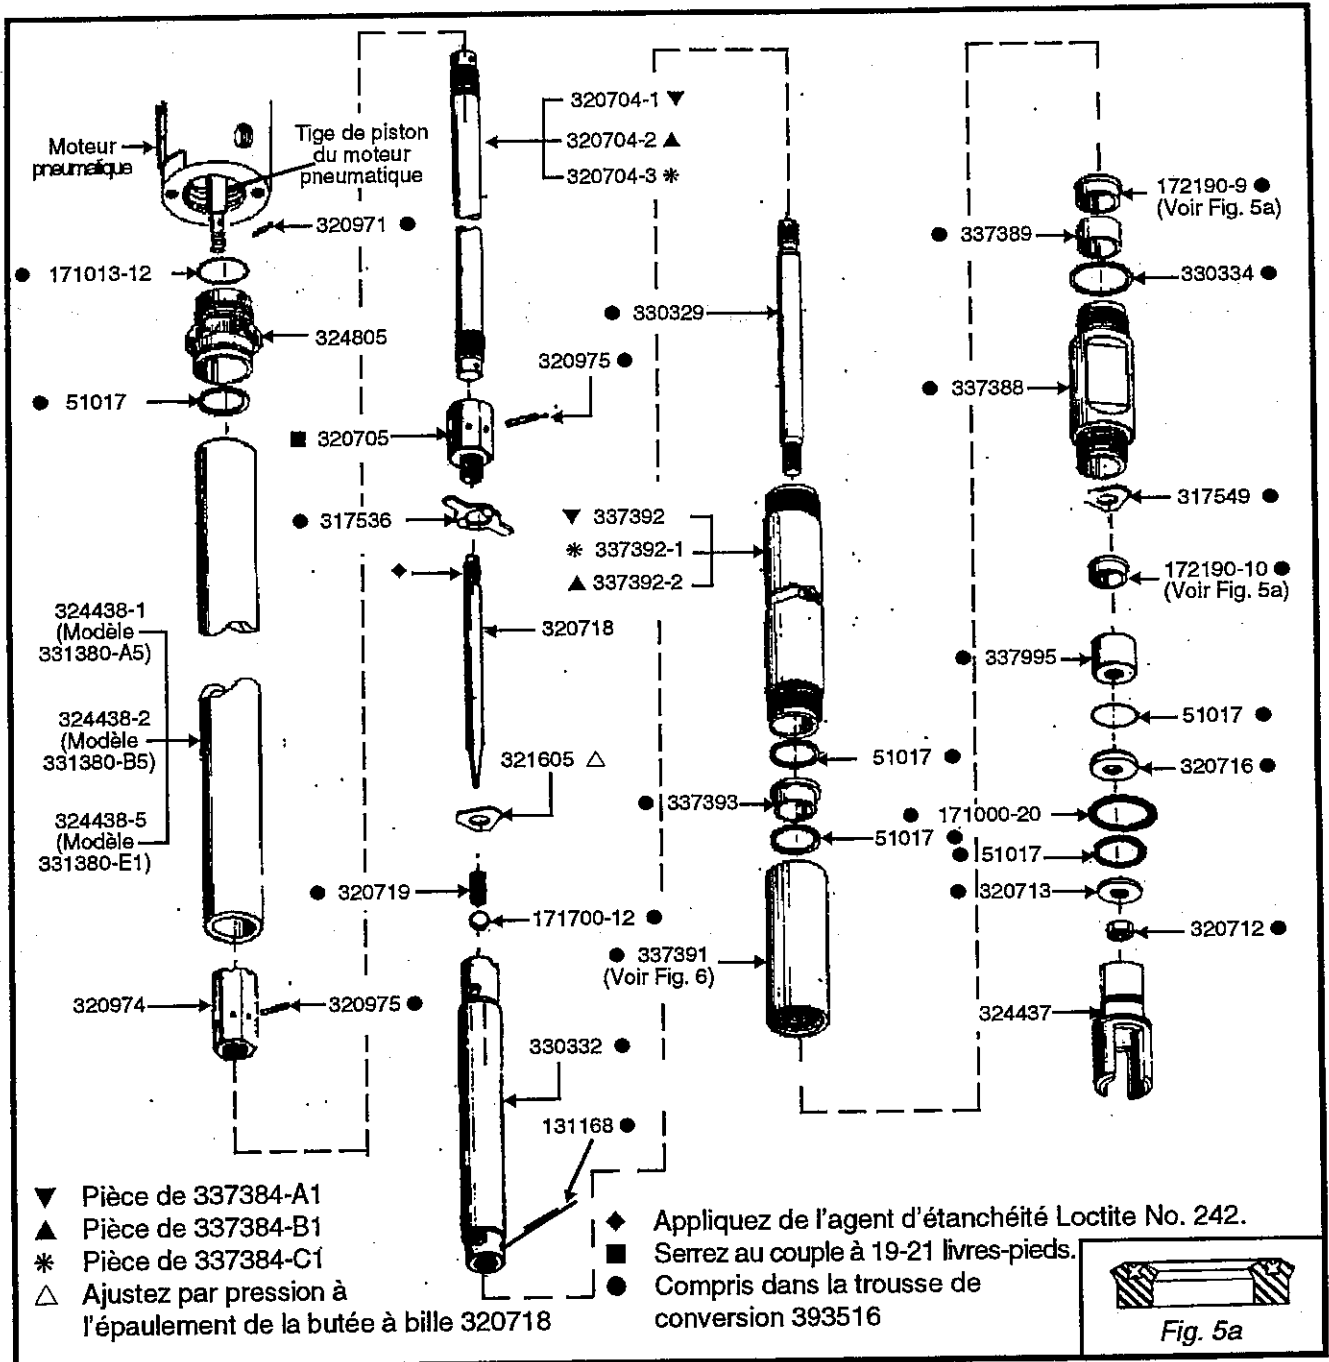 Moteur
pneumatique
Tige de piston
du moteur
pneumatique
320971 ●
● 171013-12
324805
● 51017
324438-1
(Modèle
331380-A5)
324438-2
(Modèle
331380-B5)
324438-5
(Modèle
331380-E1)
320974
320975 ●
320704-1 ▼
320704-2 ▲
320704-3 ✳
320975 ●
■ 320705
● 317536
◆
320718
321605 △
● 320719
171700-12 ●
330332 ●
131168 ●
● 330329
▼ 337392
✳ 337392-1
▲ 337392-2
51017 ●
● 337393
51017 ●
● 337391
(Voir Fig. 6)
172190-9 ●
(Voir Fig. 5a)
● 337389
330334 ●
● 337388
317549 ●
172190-10 ●
(Voir Fig. 5a)
● 337995
51017 ●
320716 ●
● 171000-20
● 51017
● 320713
320712 ●
324437
▼ Pièce de 337384-A1
▲ Pièce de 337384-B1
✳ Pièce de 337384-C1
△ Ajustez par pression à
l'épaulement de la butée à bille 320718
◆ Appliquez de l'agent d'étanchéité Loctite No. 242.
■ Serrez au couple à 19-21 livres-pieds.
● Compris dans la trousse de
conversion 393516
Fig. 5a